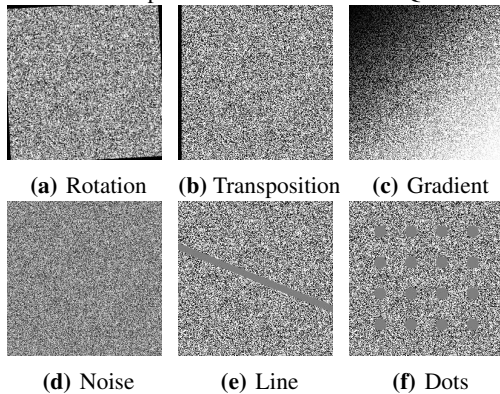 (a) Rotation (b) Transposition (c) Gradient
(d) Noise (e) Line (f) Dots